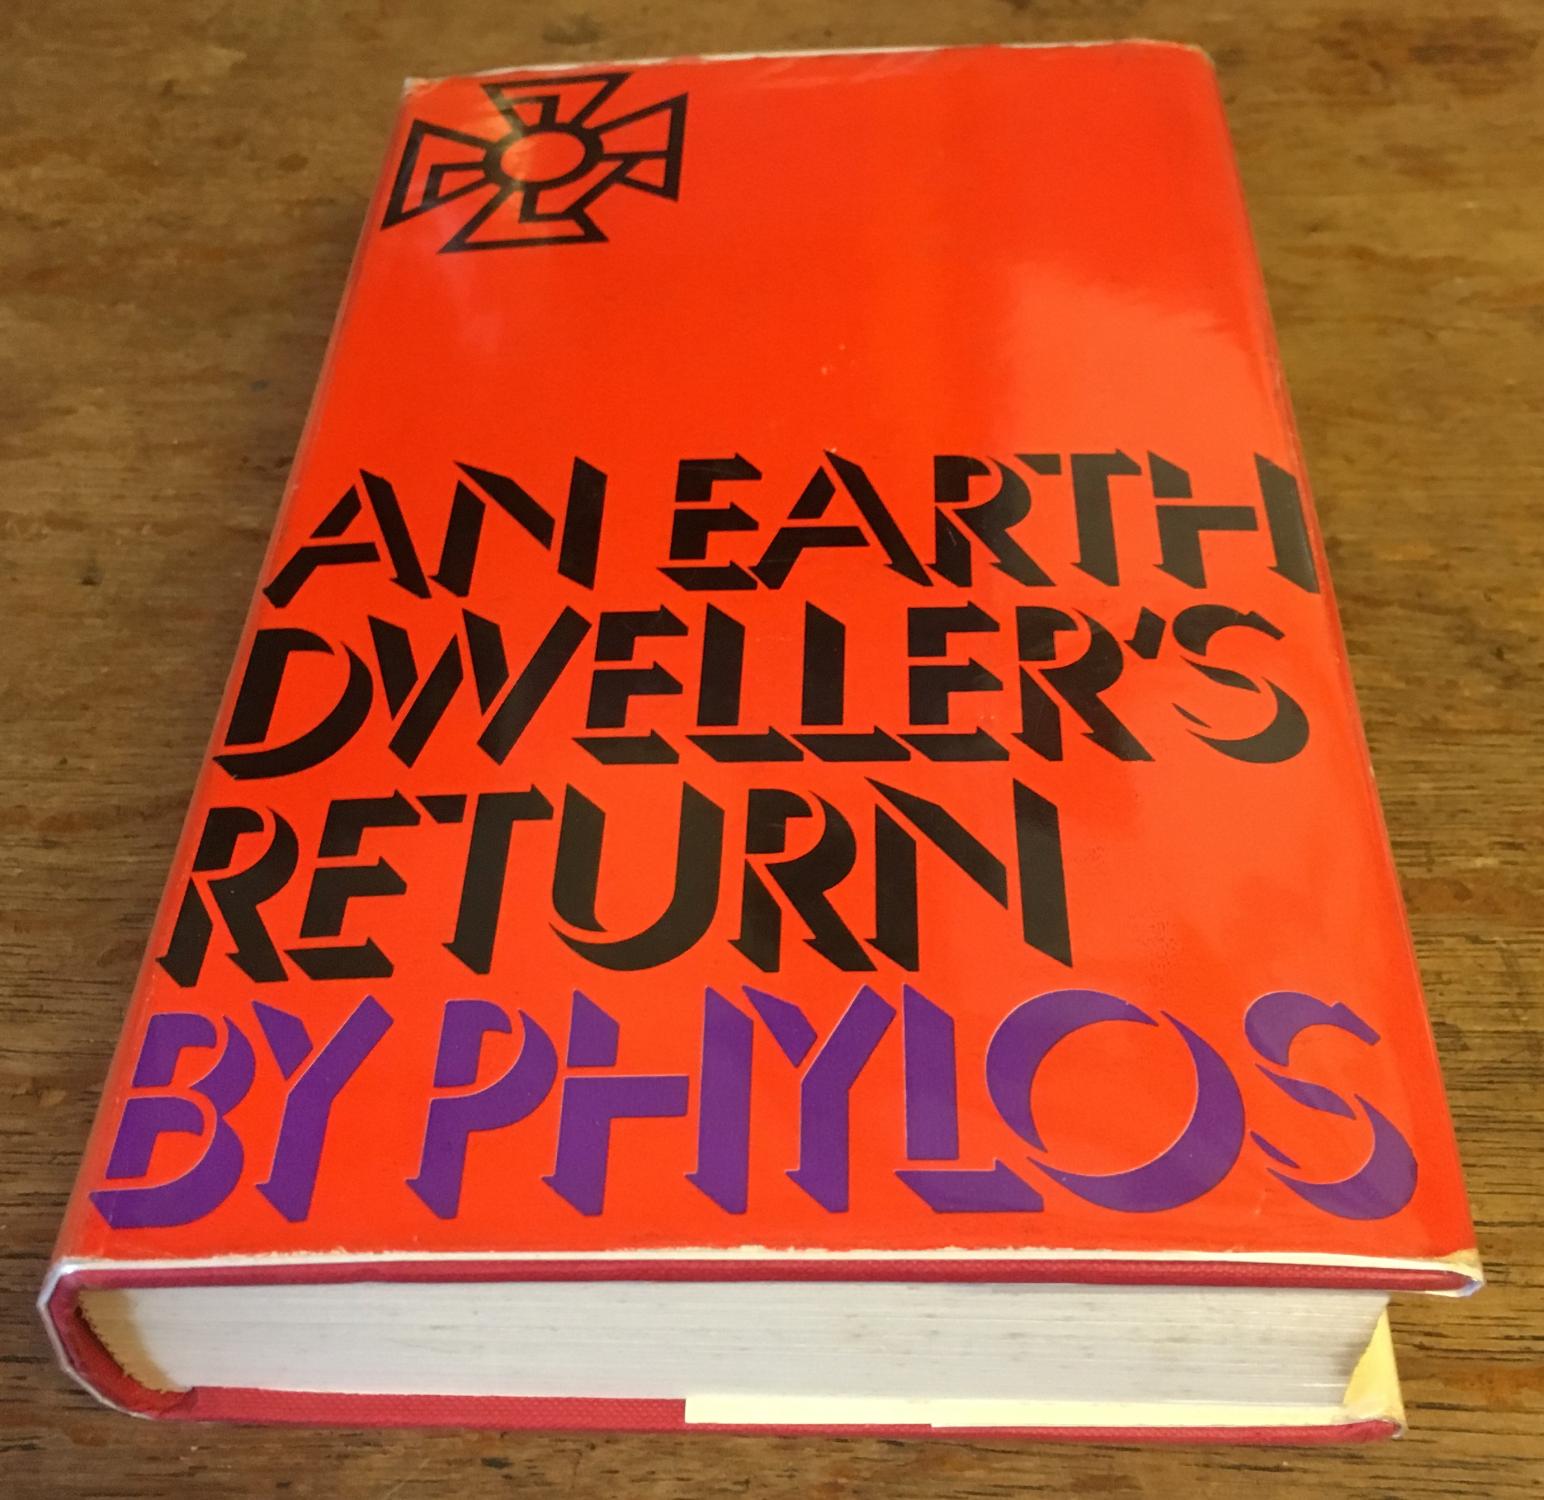 AN EARTH
DWELLER'S
RETURN
BY PHYLOS